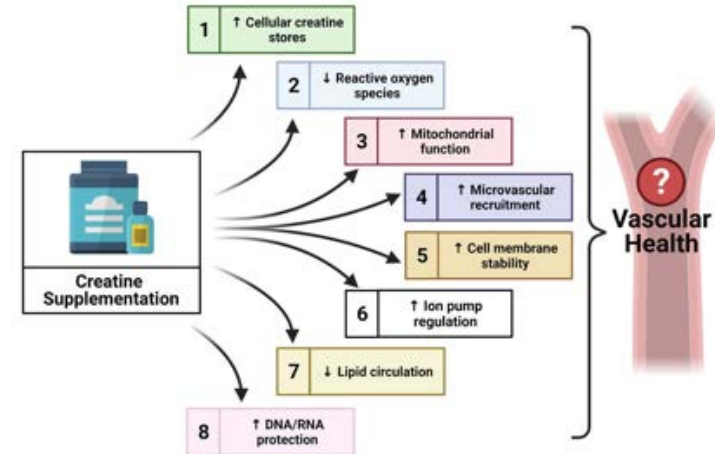 1 ↑ Cellular creatine
stores
2 ↓ Reactive oxygen
species
3 ↑ Mitochondrial
function
4 ↑ Microvascular
recruitment
5 ↑ Cell membrane
stability
6 ↑ Ion pump
regulation
7 ↓ Lipid circulation
8 ↑ DNA/RNA
protection
Creatine
Supplementation
?
Vascular
Health